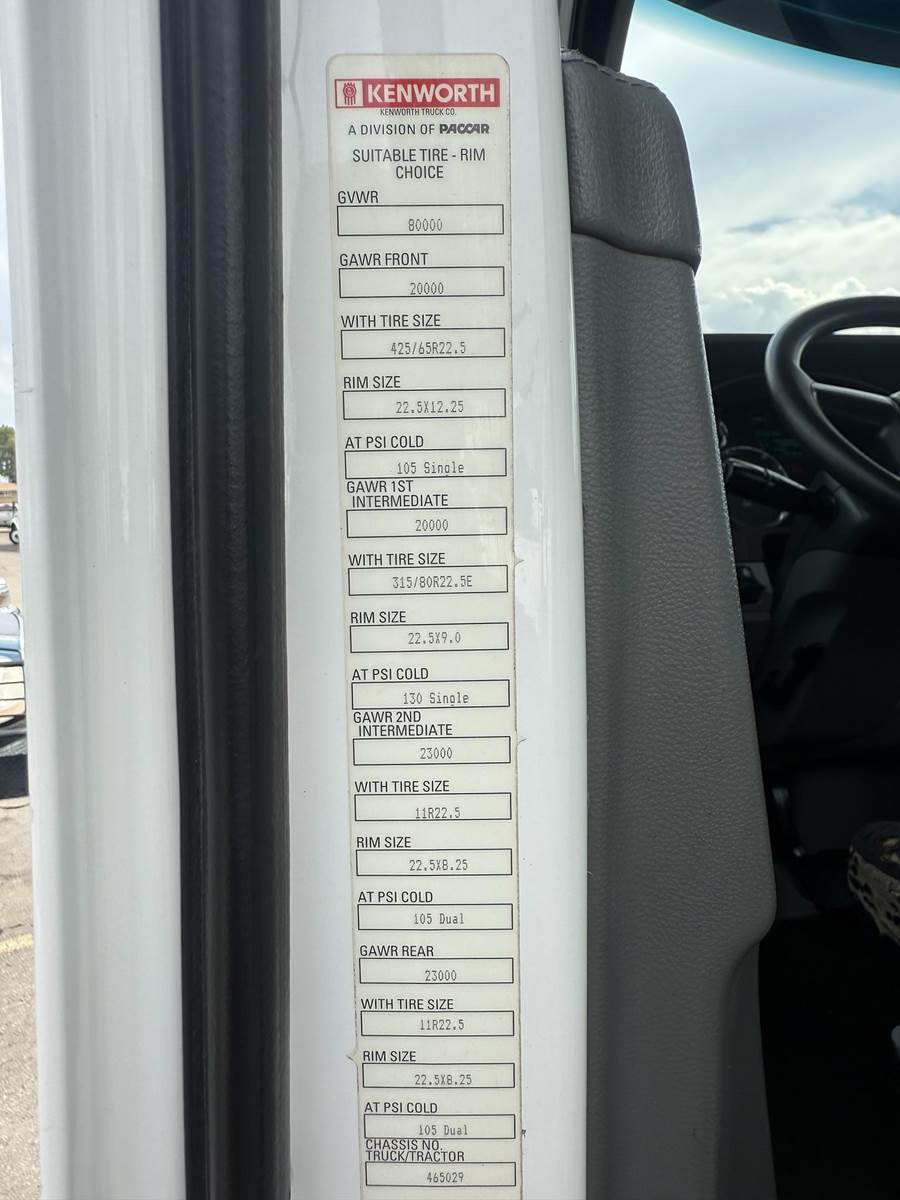 KENWORTH
KENWORTH TRUCK CO.
A DIVISION OF PACCAR
SUITABLE TIRE - RIM
CHOICE
GVWR
80000
GAWR FRONT
20000
WITH TIRE SIZE
425/65R22.5
RIM SIZE
22.5X12.25
AT PSI COLD
105 Single
GAWR 1ST
INTERMEDIATE
20000
WITH TIRE SIZE
315/80R22.5E
RIM SIZE
22.5X9.0
AT PSI COLD
130 Single
GAWR 2ND
INTERMEDIATE
23000
WITH TIRE SIZE
11R22.5
RIM SIZE
22.5X8.25
AT PSI COLD
105 Dual
GAWR REAR
23000
WITH TIRE SIZE
11R22.5
RIM SIZE
22.5X8.25
AT PSI COLD
105 Dual
CHASSIS NO.
TRUCK/TRACTOR
465029